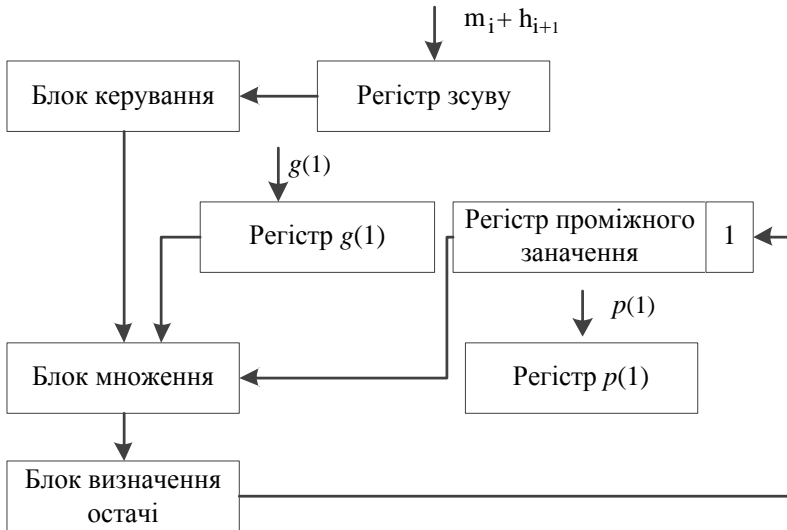 mᵢ + hᵢ₊₁
Блок керування
Регістр зсуву
g(1)
Регістр g(1)
Регістр проміжного
заначення
1
p(1)
Блок множення
Регістр p(1)
Блок визначення
остачі